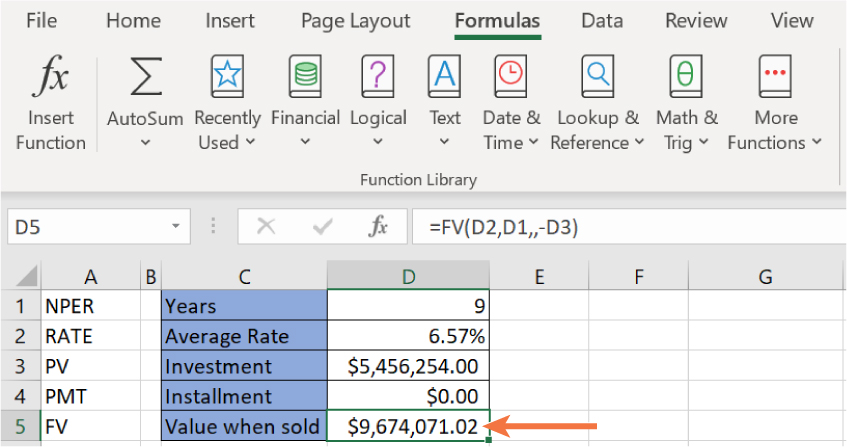 File Home Insert Page Layout Formulas Data Review View
fx
Insert Function
AutoSum
Recently Used
Financial
?
Logical
A
Text
Date & Time
Lookup & Reference
θ
Math & Trig
More Functions
Function Library
D5 fx =FV(D2,D1,,-D3)
A B C D E F G
1 NPER Years 9
2 RATE Average Rate 6.57%
3 PV Investment $5,456,254.00
4 PMT Installment $0.00
5 FV Value when sold $9,674,071.02